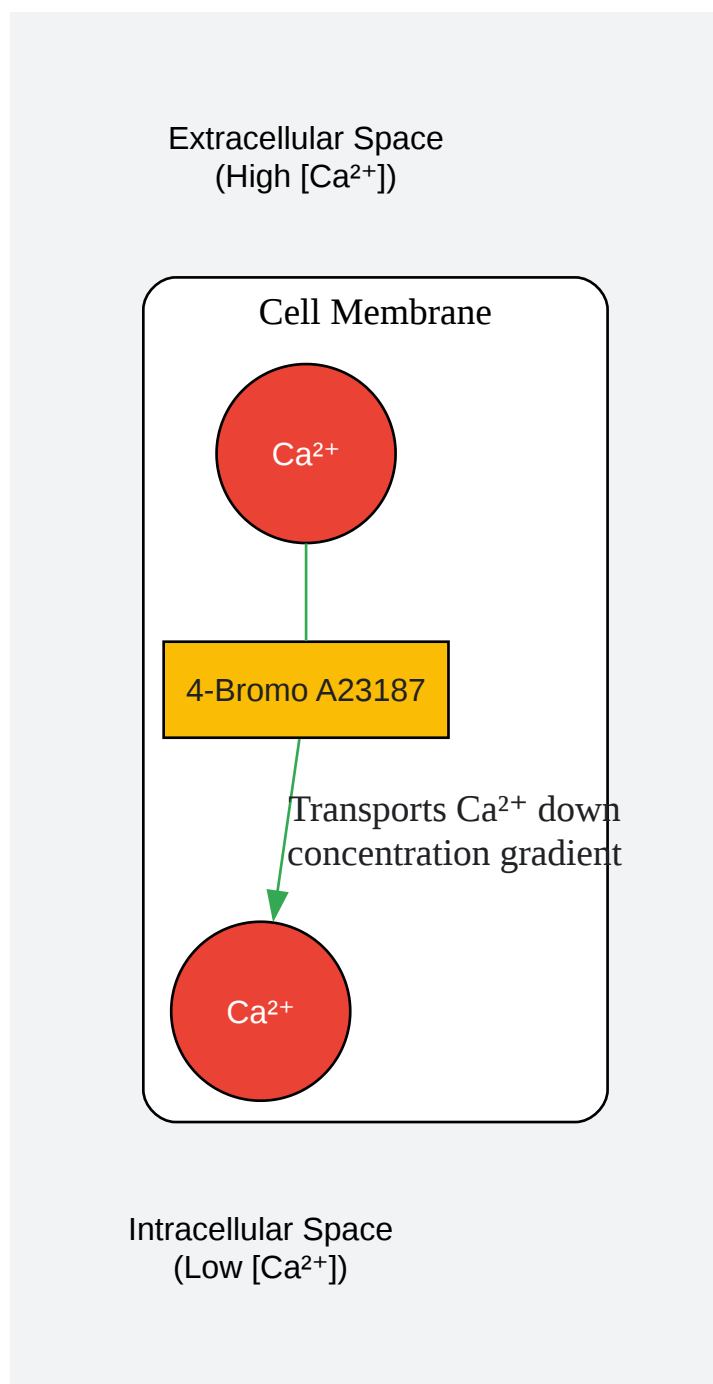 Extracellular Space
(High [Ca²⁺])
Cell Membrane
Ca²⁺
4-Bromo A23187
Transports Ca²⁺ down
concentration gradient
Ca²⁺
Intracellular Space
(Low [Ca²⁺])